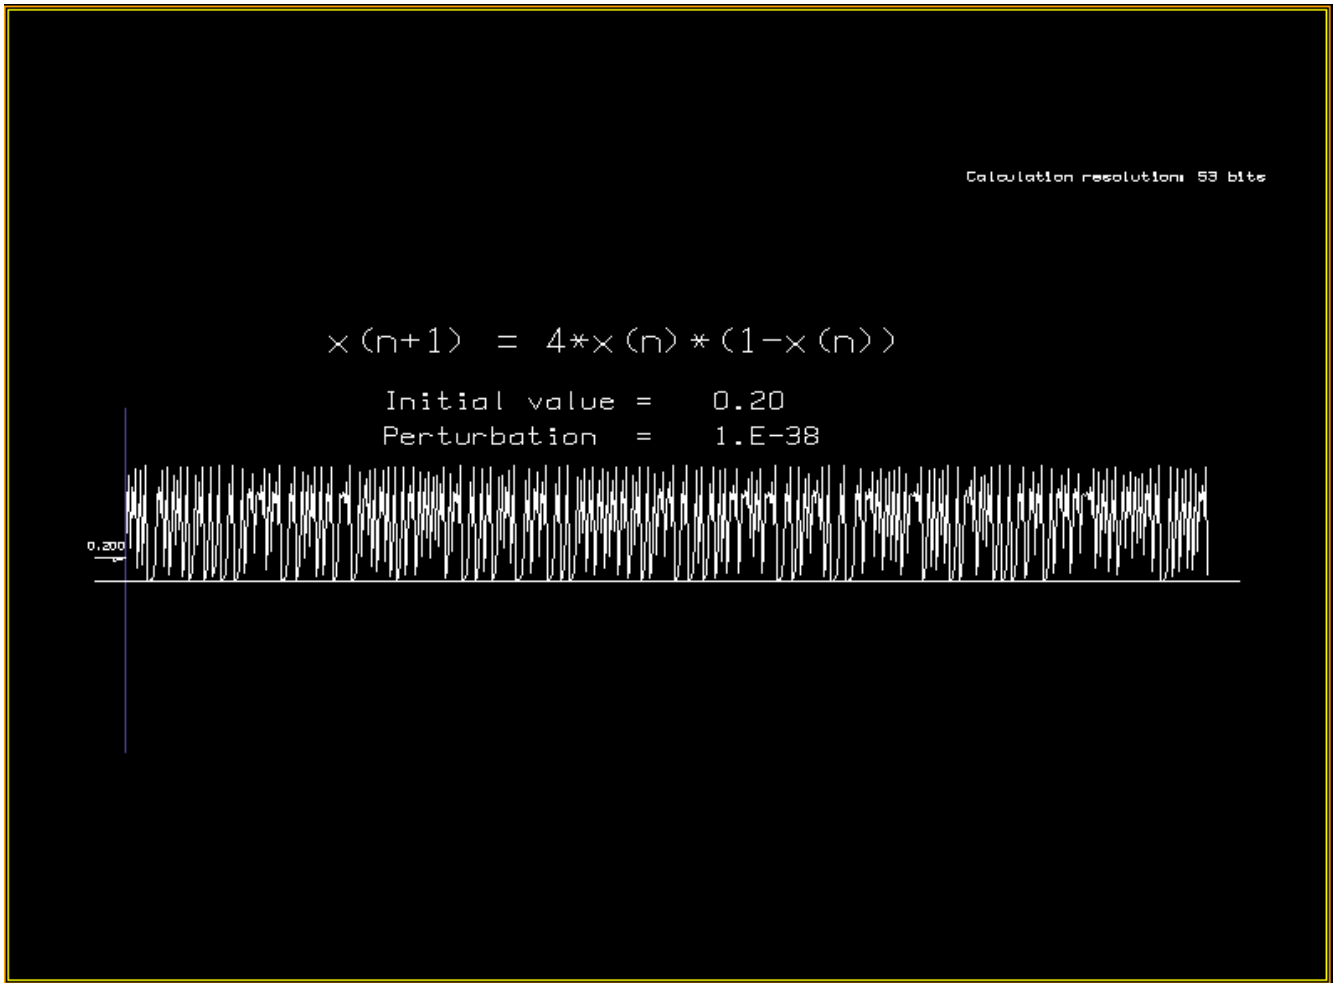 Calculation resolution: 53 bits
x(n+1) = 4*x(n)*(1-x(n))
Initial value = 0.20
Perturbation = 1.E-38
0.200